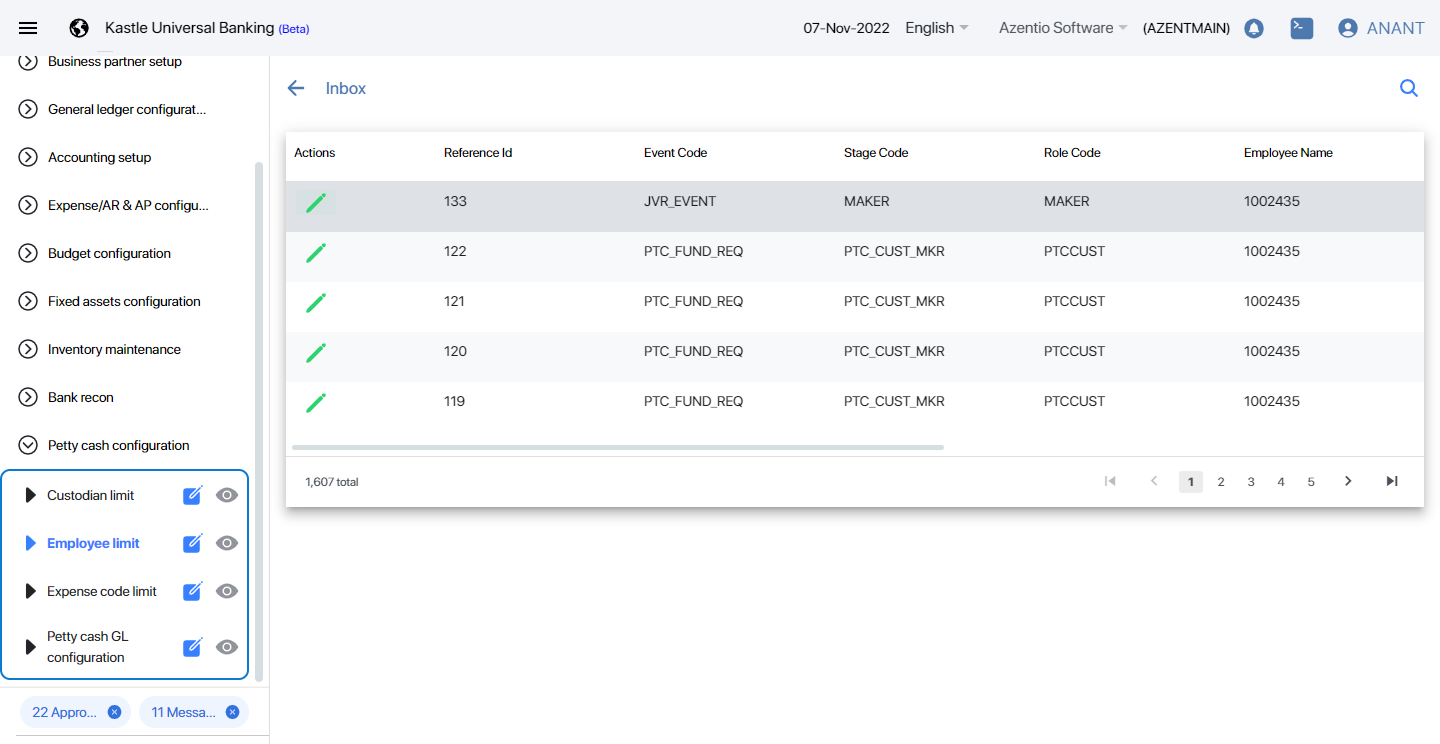 Kastle Universal Banking (Beta)
07-Nov-2022 English Azentio Software (AZENTMAIN) ANANT
Business partner setup
General ledger configurat...
Accounting setup
Expense/AR & AP configu...
Budget configuration
Fixed assets configuration
Inventory maintenance
Bank recon
Petty cash configuration
Custodian limit
Employee limit
Expense code limit
Petty cash GL
configuration
22 Appro... 11 Messa...
Inbox
Actions Reference Id Event Code Stage Code Role Code Employee Name
133 JVR_EVENT MAKER MAKER 1002435
122 PTC_FUND_REQ PTC_CUST_MKR PTCCUST 1002435
121 PTC_FUND_REQ PTC_CUST_MKR PTCCUST 1002435
120 PTC_FUND_REQ PTC_CUST_MKR PTCCUST 1002435
119 PTC_FUND_REQ PTC_CUST_MKR PTCCUST 1002435
1,607 total 1 2 3 4 5